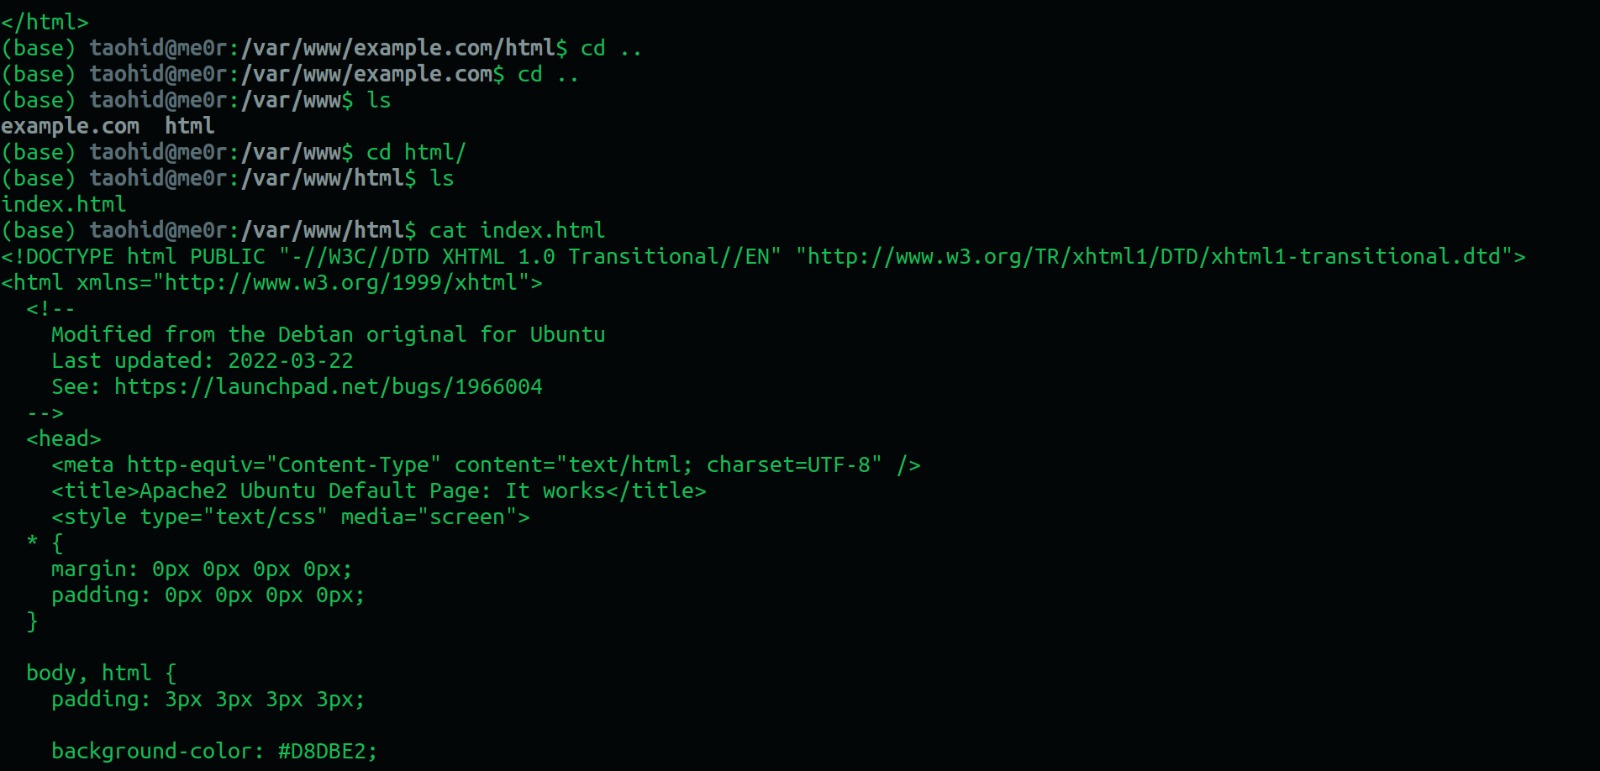 </html>
(base) taohid@me0r:/var/www/example.com/html$ cd ..
(base) taohid@me0r:/var/www/example.com$ cd ..
(base) taohid@me0r:/var/www$ ls
example.com  html
(base) taohid@me0r:/var/www$ cd html/
(base) taohid@me0r:/var/www/html$ ls
index.html
(base) taohid@me0r:/var/www/html$ cat index.html
<!DOCTYPE html PUBLIC "-//W3C//DTD XHTML 1.0 Transitional//EN" "http://www.w3.org/TR/xhtml1/DTD/xhtml1-transitional.dtd">
<html xmlns="http://www.w3.org/1999/xhtml">
  <!--
    Modified from the Debian original for Ubuntu
    Last updated: 2022-03-22
    See: https://launchpad.net/bugs/1966004
  -->
  <head>
    <meta http-equiv="Content-Type" content="text/html; charset=UTF-8" />
    <title>Apache2 Ubuntu Default Page: It works</title>
    <style type="text/css" media="screen">
  * {
    margin: 0px 0px 0px 0px;
    padding: 0px 0px 0px 0px;
  }

  body, html {
    padding: 3px 3px 3px 3px;

    background-color: #D8DBE2;